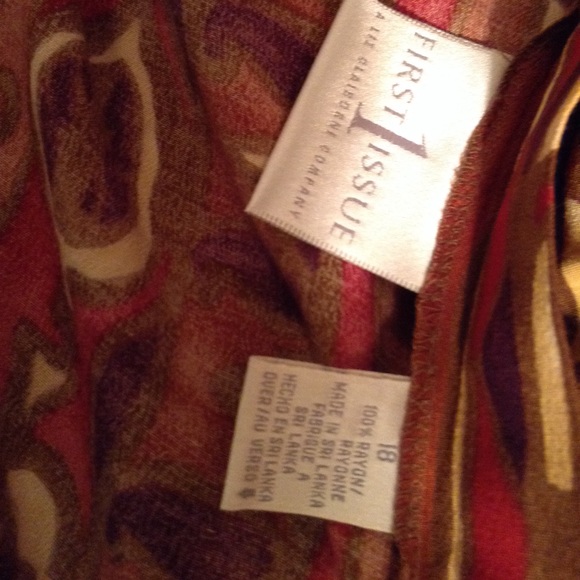 FIRST 1 ISSUE
A LIZ CLAIBORNE COMPANY
18
100% RAYON/
RAYONNE
MADE IN SRI LANKA
FABRIQUE A
SRI LANKA
HECHO EN SRI LANKA
OVER/AU VERSO